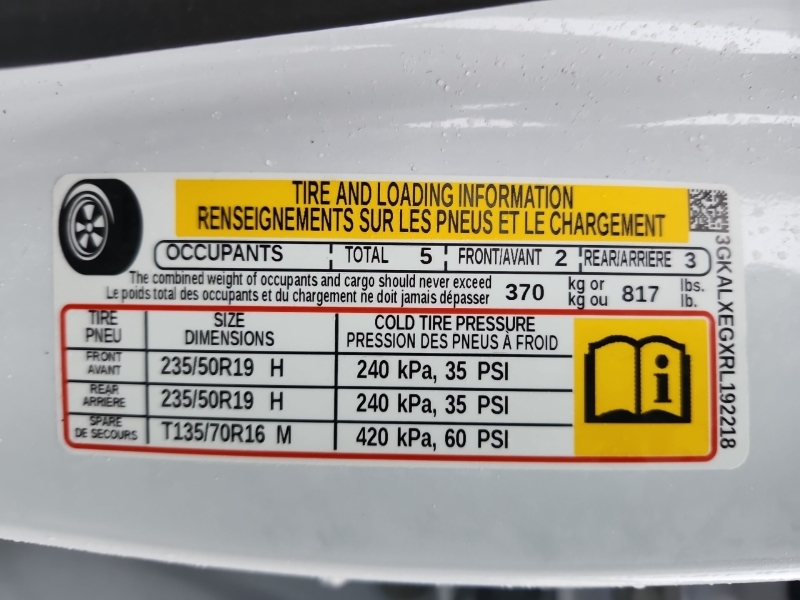 TIRE AND LOADING INFORMATION
RENSEIGNEMENTS SUR LES PNEUS ET LE CHARGEMENT
OCCUPANTS TOTAL 5 FRONT/AVANT 2 REAR/ARRIERE 3
The combined weight of occupants and cargo should never exceed 370 kg or 817 lbs.
Le poids total des occupants et du chargement ne doit jamais dépasser kg ou lb.
TIRE SIZE COLD TIRE PRESSURE
PNEU DIMENSIONS PRESSION DES PNEUS À FROID
FRONT
AVANT 235/50R19 H 240 kPa, 35 PSI
REAR
ARRIÈRE 235/50R19 H 240 kPa, 35 PSI
SPARE
DE SECOURS T135/70R16 M 420 kPa, 60 PSI
i
3GKALXEGXRL192218